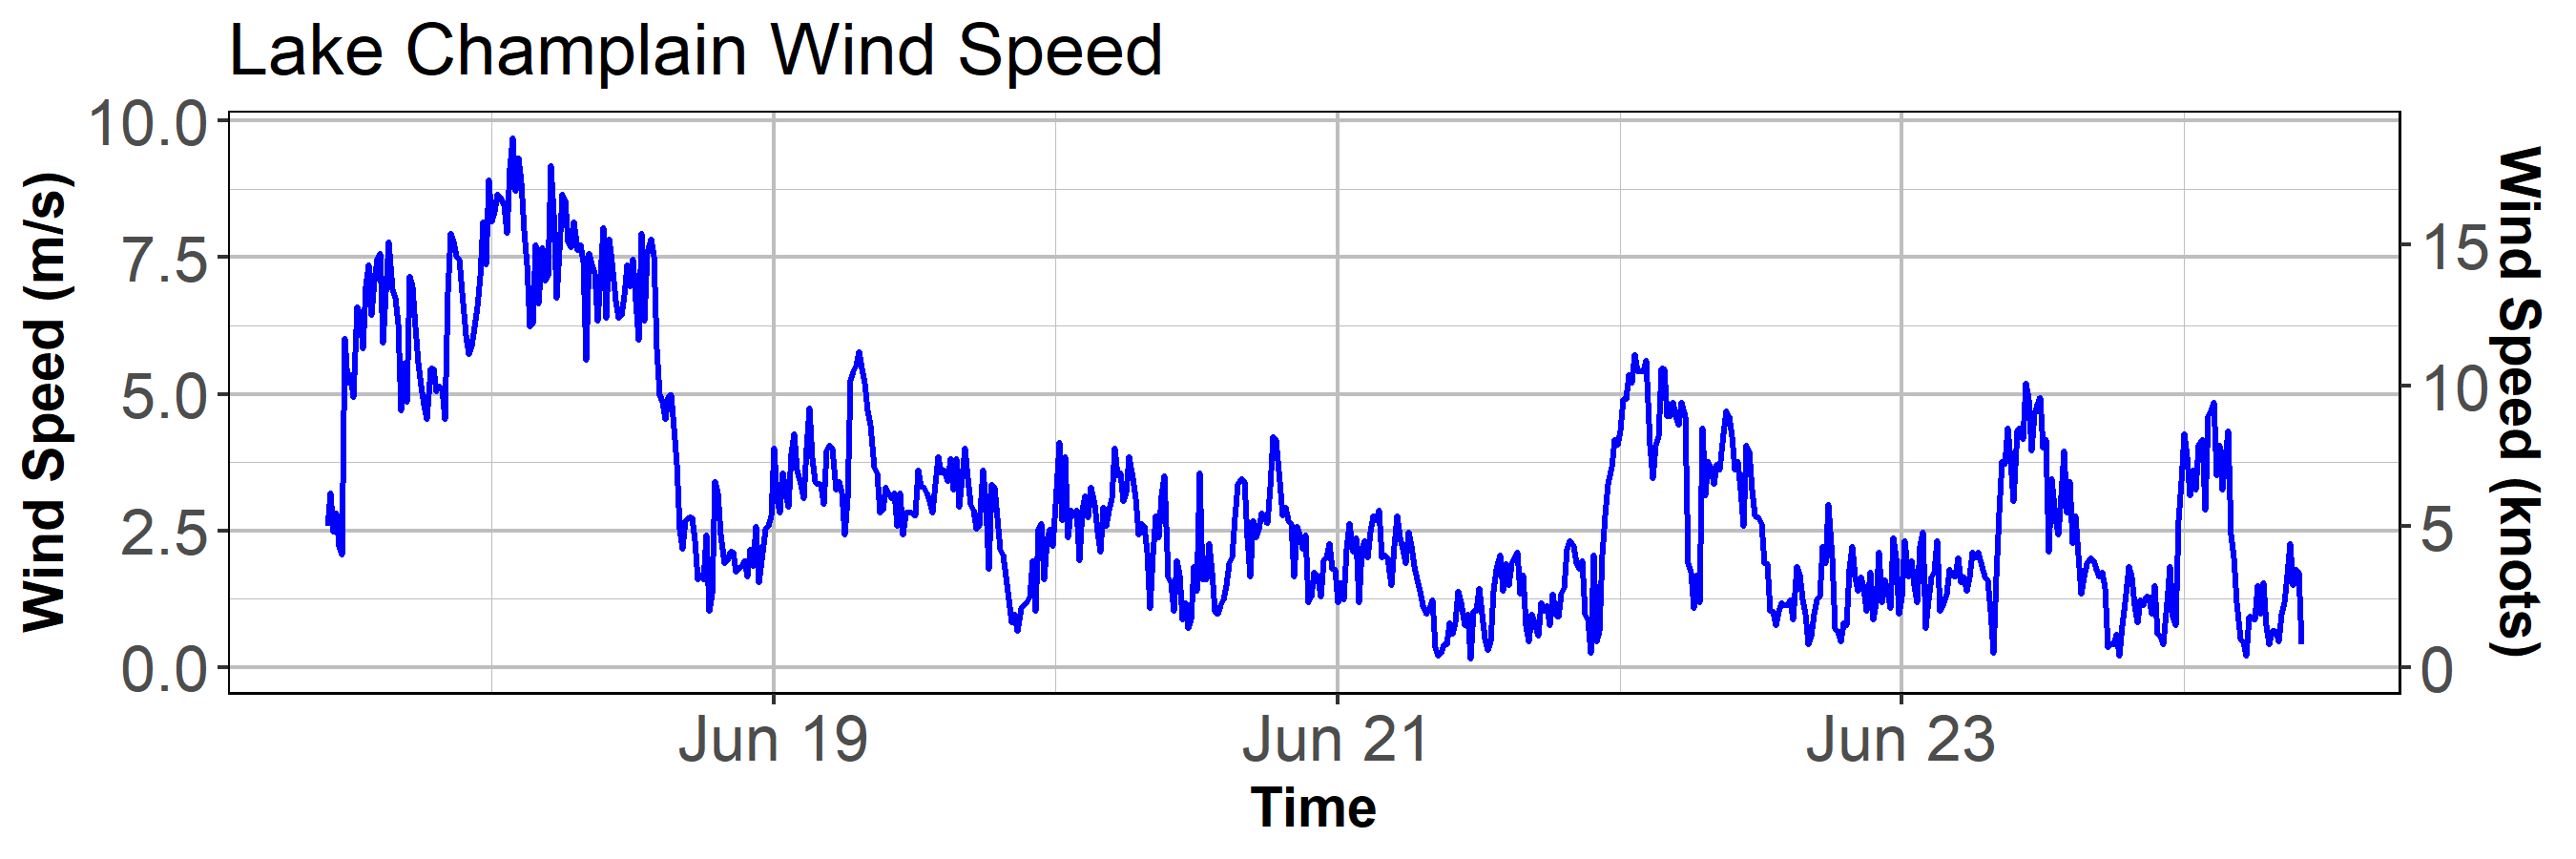 Lake Champlain Wind Speed
Wind Speed (m/s)
10.0
7.5
5.0
2.5
0.0
15
10
5
0
Wind Speed (knots)
Jun 19
Jun 21
Jun 23
Time